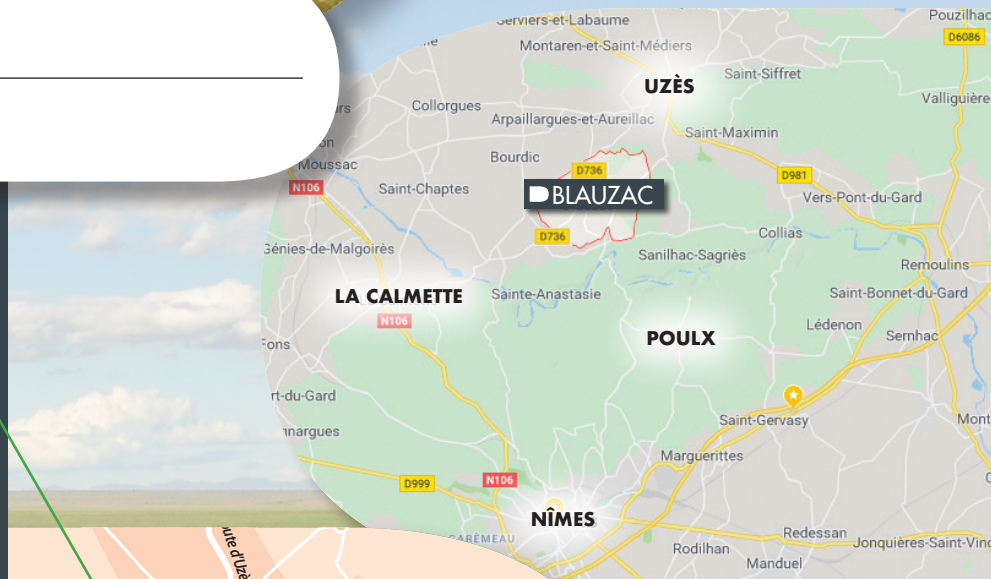 Serviers-et-Labaume
Pouzilhac
D6086
Montaren-et-Saint-Médiers
UZÈS
Saint-Siffret
Valliguière
Collorgues
Arpaillargues-et-Aureillac
Saint-Maximin
Bourdic
Moussac
D736
D981
N106
Saint-Chaptes
BLAUZAC
Vers-Pont-du-Gard
D736
Collias
Génies-de-Malgoirès
Sanilhac-Sagriès
Remoulins
LA CALMETTE
Sainte-Anastasie
Saint-Bonnet-du-Gard
N106
Lédenon
POULX
Sernhac
Fons
rt-du-Gard
Saint-Gervasy
Mont
nnargues
Marguerittes
D999
N106
NÎMES
CARÉMEAU
Redessan
Jonquières-Saint-Vinc
Rodilhan
Manduel
oute d'Uzè